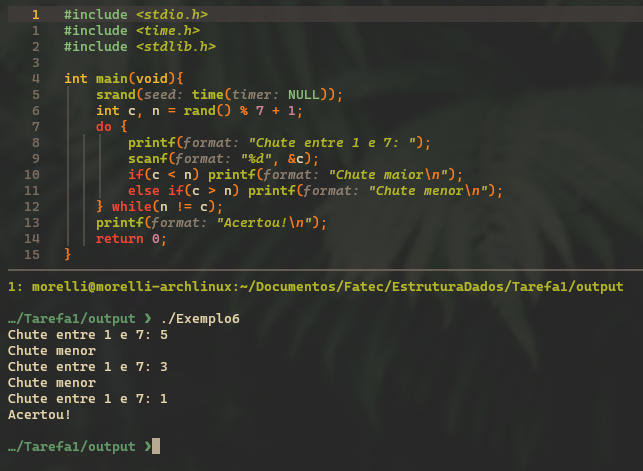 1 #include <stdio.h>
1 #include <time.h>
2 #include <stdlib.h>
3
4 int main(void){
5 srand(seed: time(timer: NULL));
6 int c, n = rand() % 7 + 1;
7 do {
8 printf(format: "Chute entre 1 e 7: ");
9 scanf(format: "%d", &c);
10 if(c < n) printf(format: "Chute maior\n");
11 else if(c > n) printf(format: "Chute menor\n");
12 } while(n != c);
13 printf(format: "Acertou!\n");
14 return 0;
15 }
1: morelli@morelli-archlinux:~/Documentos/Fatec/EstruturaDados/Tarefa1/output
…/Tarefa1/output ❯ ./Exemplo6
Chute entre 1 e 7: 5
Chute menor
Chute entre 1 e 7: 3
Chute menor
Chute entre 1 e 7: 1
Acertou!
…/Tarefa1/output ❯